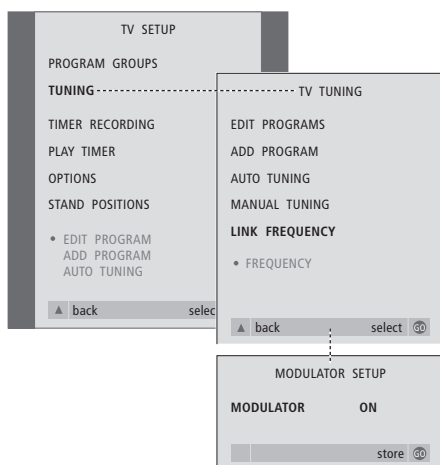 TV SETUP
PROGRAM GROUPS
TUNING
TIMER RECORDING
PLAY TIMER
OPTIONS
STAND POSITIONS
• EDIT PROGRAM
ADD PROGRAM
AUTO TUNING
▲ back selec
TV TUNING
EDIT PROGRAMS
ADD PROGRAM
AUTO TUNING
MANUAL TUNING
LINK FREQUENCY
• FREQUENCY
▲ back select GO
MODULATOR SETUP
MODULATOR ON
store GO